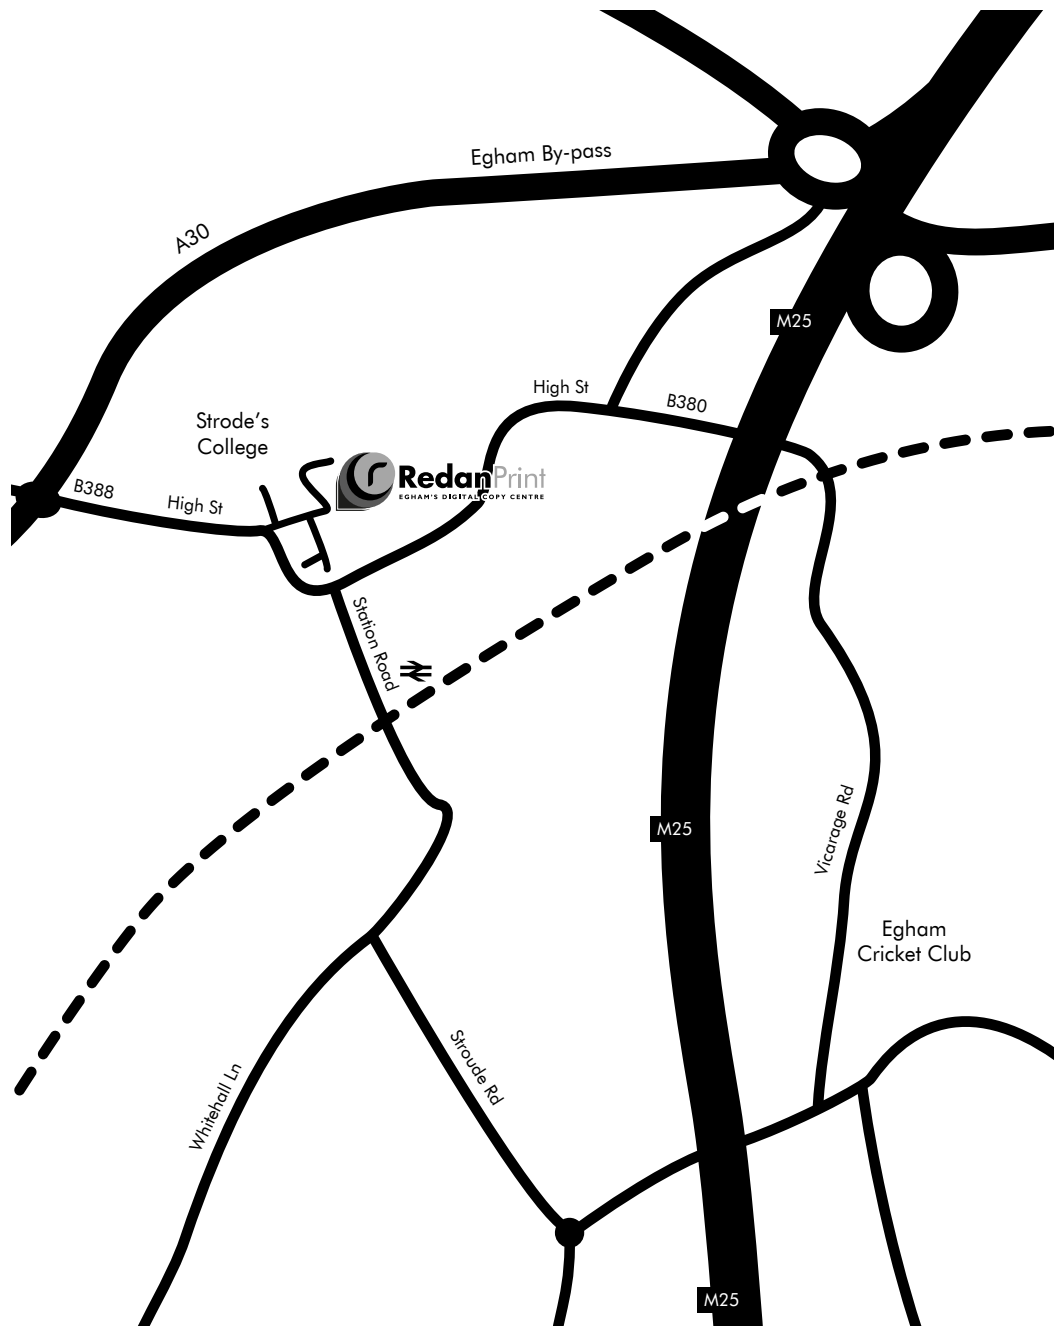 Egham By-pass
A30
M25
High St
B380
Strode's
College
RedanPrint
EGHAM'S DIGITAL COPY CENTRE
B388
High St
Station Road
M25
Vicarage Rd
Egham
Cricket Club
Stroude Rd
Whitehall Ln
M25